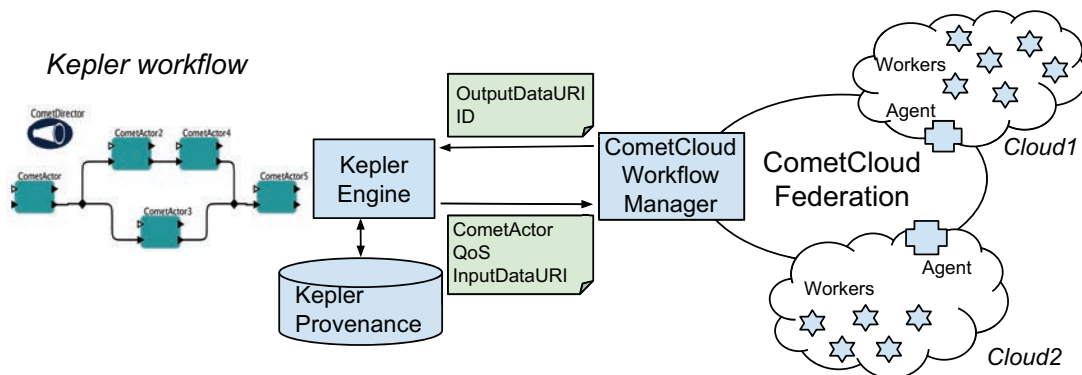 Kepler workflow
CometDirector
CometActor2
CometActor4
CometActor
CometActor5
CometActor3
Kepler
Engine
Kepler
Provenance
OutputDataURI
ID
CometActor
QoS
InputDataURI
CometCloud
Workflow
Manager
CometCloud
Federation
Workers
Agent
Cloud1
Agent
Workers
Cloud2